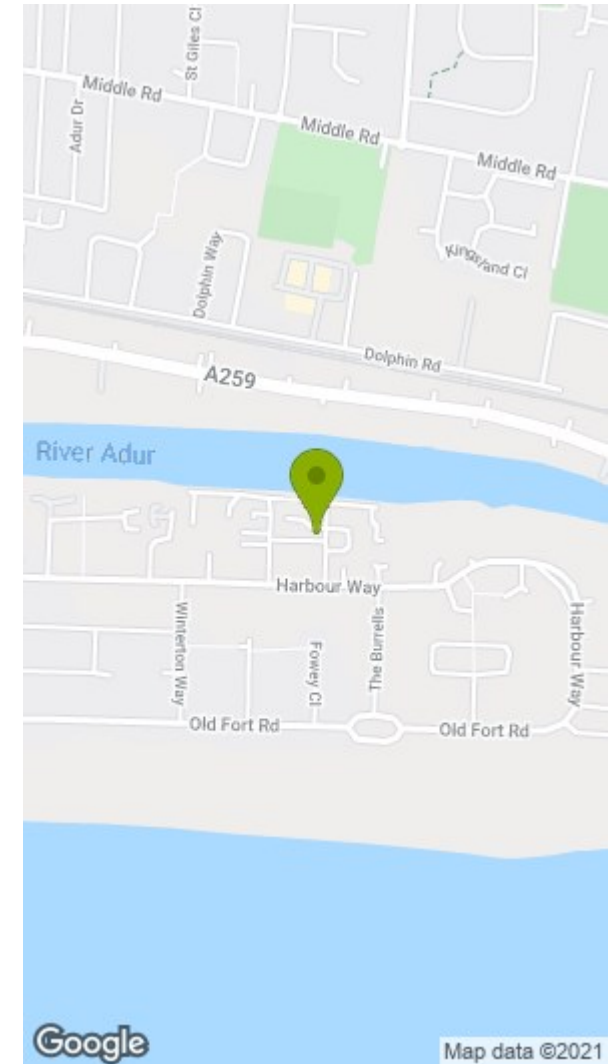 St Giles Cl
Middle Rd
Adur Dr
Middle Rd
Middle Rd
Dolphin Way
Kingsland Cl
Dolphin Rd
A259
River Adur
Harbour Way
Winterton Way
Fowey Cl
The Burrells
Harbour Way
Old Fort Rd
Old Fort Rd
Google
Map data ©2021